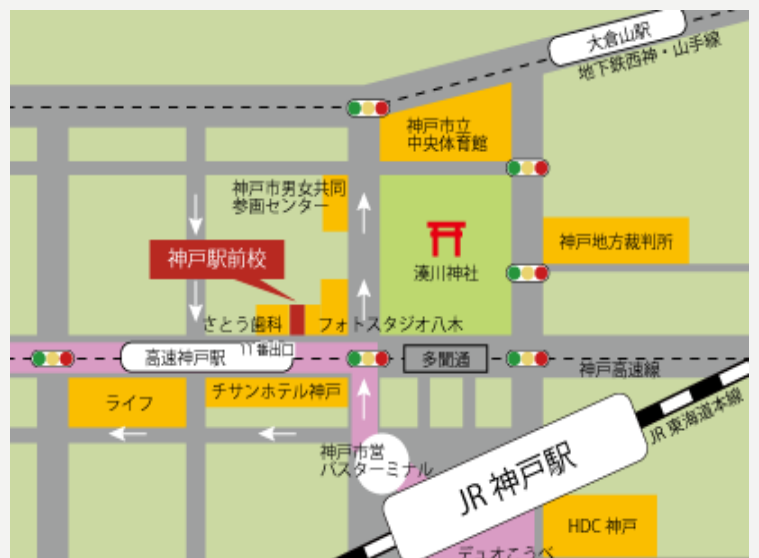 大倉山駅
地下鉄西神・山手線
神戸市立
中央体育館
神戸市男女共同
参画センター
神戸駅前校
湊川神社
神戸地方裁判所
さとう歯科
フォトスタジオ八木
高速神戸駅
11番出口
多聞通
神戸高速線
ライフ
チサンホテル神戸
JR東海道本線
神戸市営
バスターミナル
JR 神戸駅
HDC 神戸
デュオこうべ